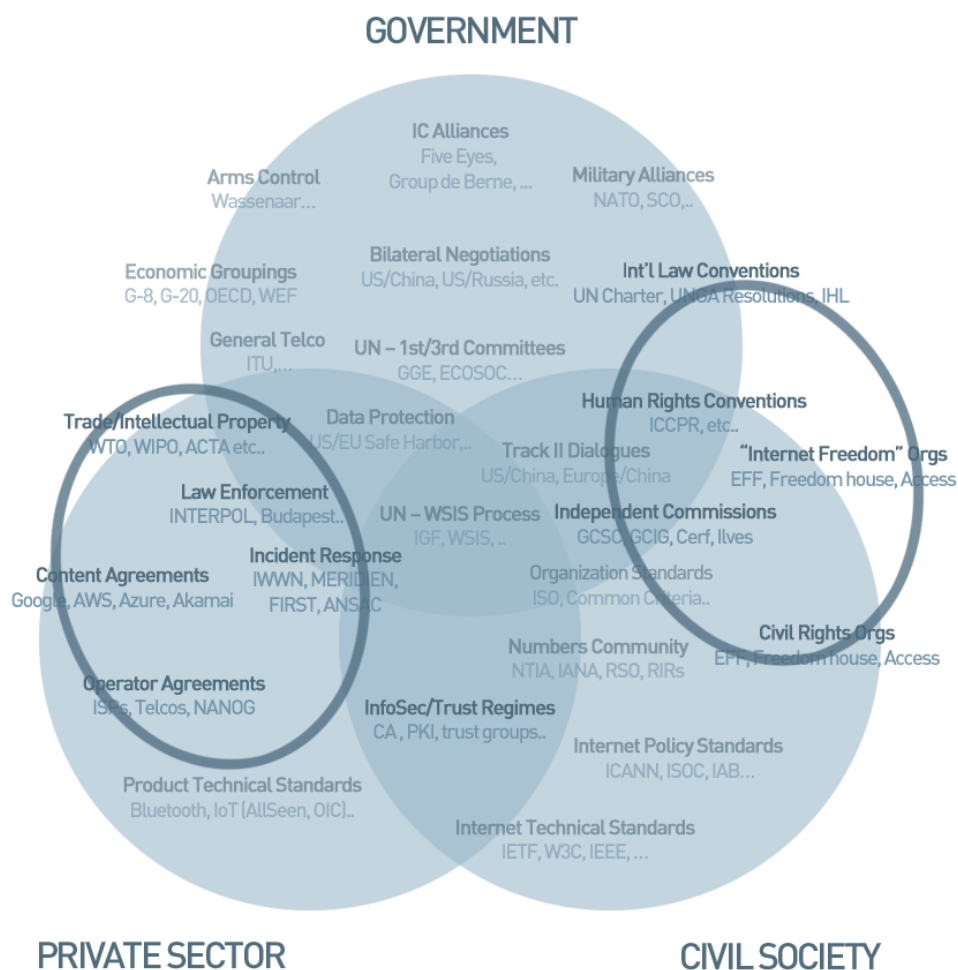 GOVERNMENT
IC Alliances
Five Eyes,
Group de Berne, ...
Arms Control
Wassenaar...
Military Alliances
NATO, SCO,..
Bilateral Negotiations
US/China, US/Russia, etc.
Economic Groupings
G-8, G-20, OECD, WEF
Int'l Law Conventions
UN Charter, UNGA Resolutions, IHL
General Telco
ITU,...
UN – 1st/3rd Committees
GGE, ECOSOC...
Human Rights Conventions
ICCPR, etc..
Trade/Intellectual Property
WTO, WIPO, ACTA etc..
Data Protection
US/EU Safe Harbor,..
Track II Dialogues
US/China, Europe/China
“Internet Freedom” Orgs
EFF, Freedom house, Access
Law Enforcement
INTERPOL, Budapest..
UN – WSIS Process
IGF, WSIS, ..
Independent Commissions
GCSC, GCIG, Cerf, Ilves
Incident Response
IWWN, MERIDIEN,
FIRST, ANSAC
Content Agreements
Google, AWS, Azure, Akamai
Organization Standards
ISO, Common Criteria..
Numbers Community
NTIA, IANA, RSO, RIRs
Civil Rights Orgs
EFF, Freedom house, Access
Operator Agreements
ISPs, Telcos, NANOG
InfoSec/Trust Regimes
CA , PKI, trust groups..
Internet Policy Standards
ICANN, ISOC, IAB...
Product Technical Standards
Bluetooth, IoT (AllSeen, OIC)..
Internet Technical Standards
IETF, W3C, IEEE, ...
PRIVATE SECTOR
CIVIL SOCIETY